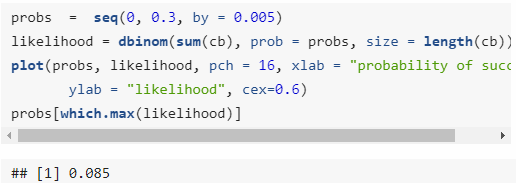 probs  =  seq(0, 0.3, by = 0.005)
likelihood = dbinom(sum(cb), prob = probs, size = length(cb))
plot(probs, likelihood, pch = 16, xlab = "probability of succ
       ylab = "likelihood", cex=0.6)
probs[which.max(likelihood)]
## [1] 0.085